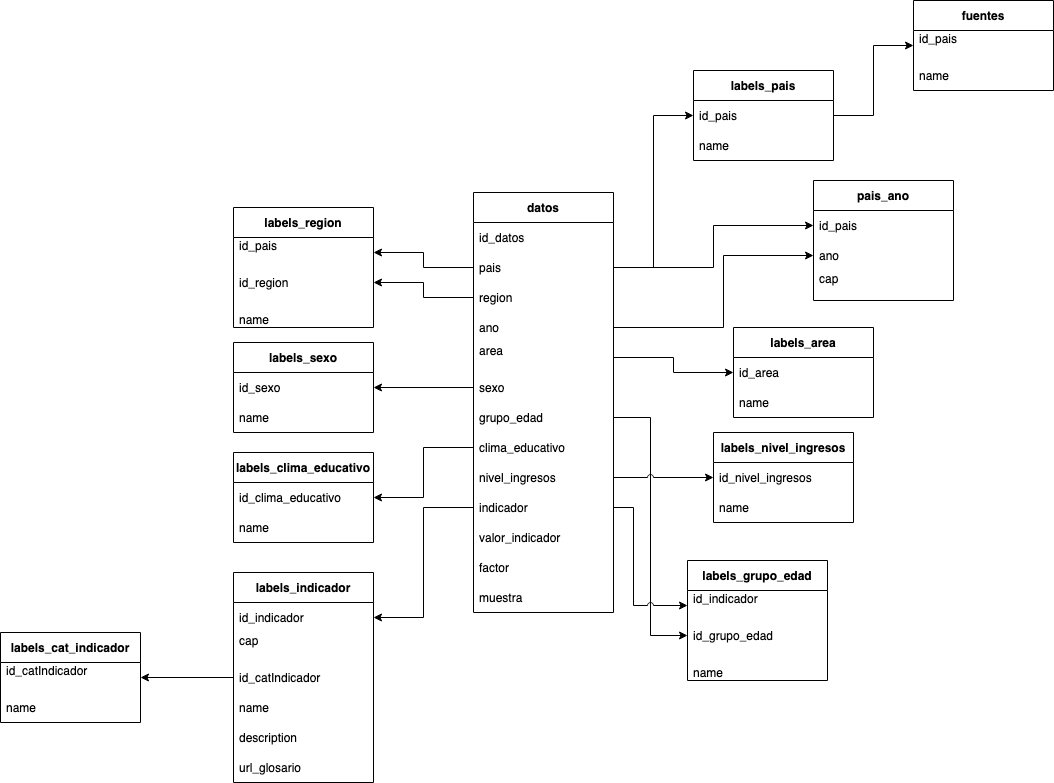 fuentes
id_pais
name
labels_pais
id_pais
name
pais_ano
id_pais
ano
cap
datos
id_datos
pais
region
ano
area
sexo
grupo_edad
clima_educativo
nivel_ingresos
indicador
valor_indicador
factor
muestra
labels_region
id_pais
id_region
name
labels_sexo
id_sexo
name
labels_clima_educativo
id_clima_educativo
name
labels_indicador
id_indicador
cap
id_catIndicador
name
description
url_glosario
labels_cat_indicador
id_catIndicador
name
labels_area
id_area
name
labels_nivel_ingresos
id_nivel_ingresos
name
labels_grupo_edad
id_indicador
id_grupo_edad
name